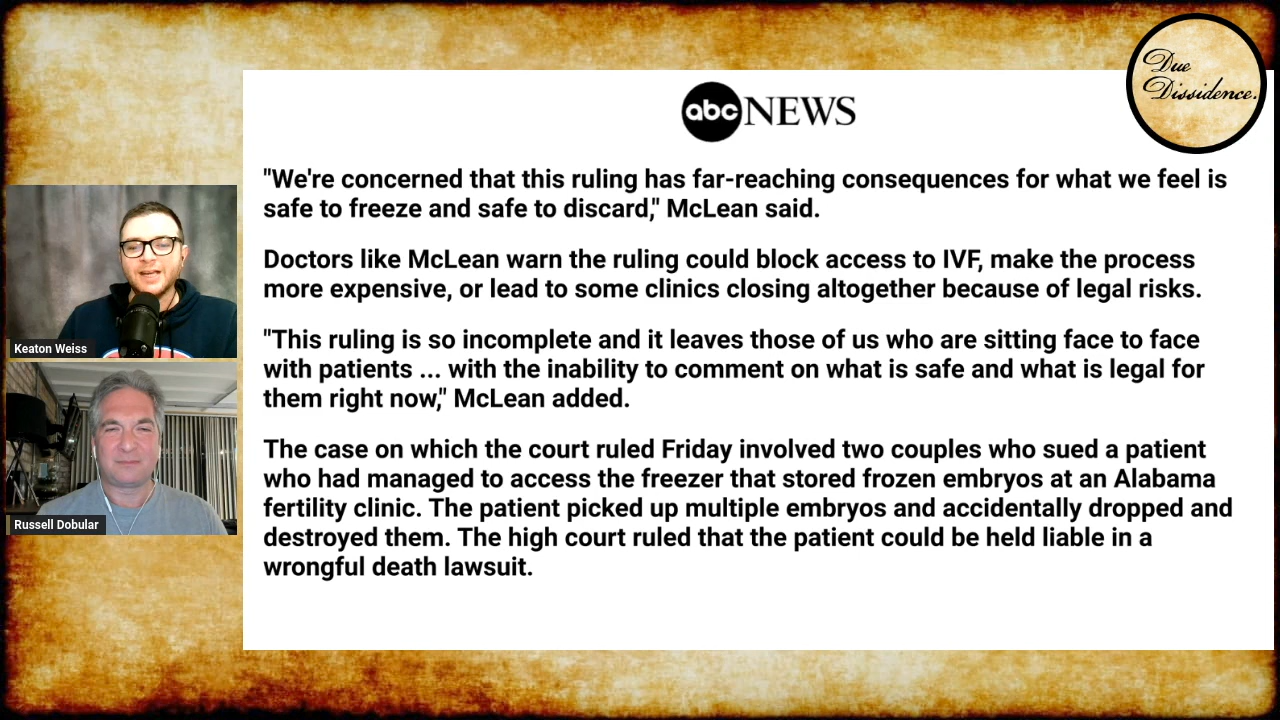 Due
Dissidence.
abc NEWS
"We're concerned that this ruling has far-reaching consequences for what we feel is
safe to freeze and safe to discard," McLean said.
Doctors like McLean warn the ruling could block access to IVF, make the process
more expensive, or lead to some clinics closing altogether because of legal risks.
"This ruling is so incomplete and it leaves those of us who are sitting face to face
with patients ... with the inability to comment on what is safe and what is legal for
them right now," McLean added.
The case on which the court ruled Friday involved two couples who sued a patient
who had managed to access the freezer that stored frozen embryos at an Alabama
fertility clinic. The patient picked up multiple embryos and accidentally dropped and
destroyed them. The high court ruled that the patient could be held liable in a
wrongful death lawsuit.
Keaton Weiss
Russell Dobular